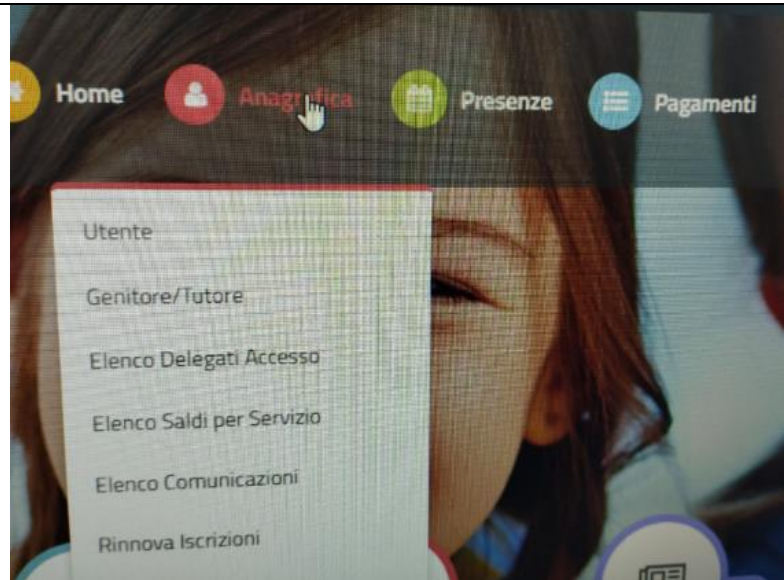 Home Anagrafica Presenze Pagamenti
Utente
Genitore/Tutore
Elenco Delegati Accesso
Elenco Saldi per Servizio
Elenco Comunicazioni
Rinnova Iscrizioni